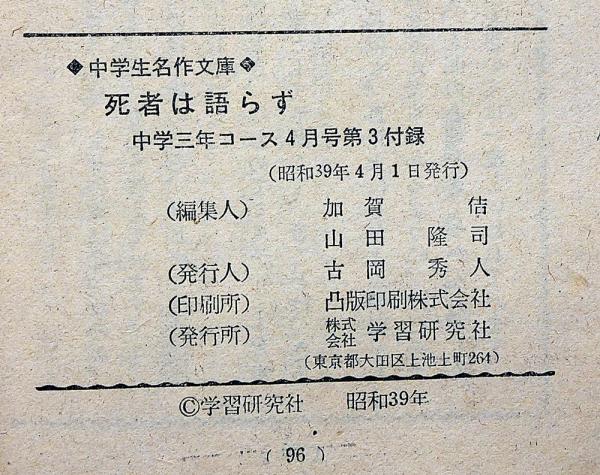 ◆中学生名作文庫◆
死者は語らず
中学三年コース4月号第3付録
(昭和39年4月1日発行)
(編集人) 加賀佶
山田隆司
(発行人) 古岡秀人
(印刷所) 凸版印刷株式会社
(発行所) 株式会社 学習研究社
(東京都大田区上池上町264)
©学習研究社 昭和39年
(96)